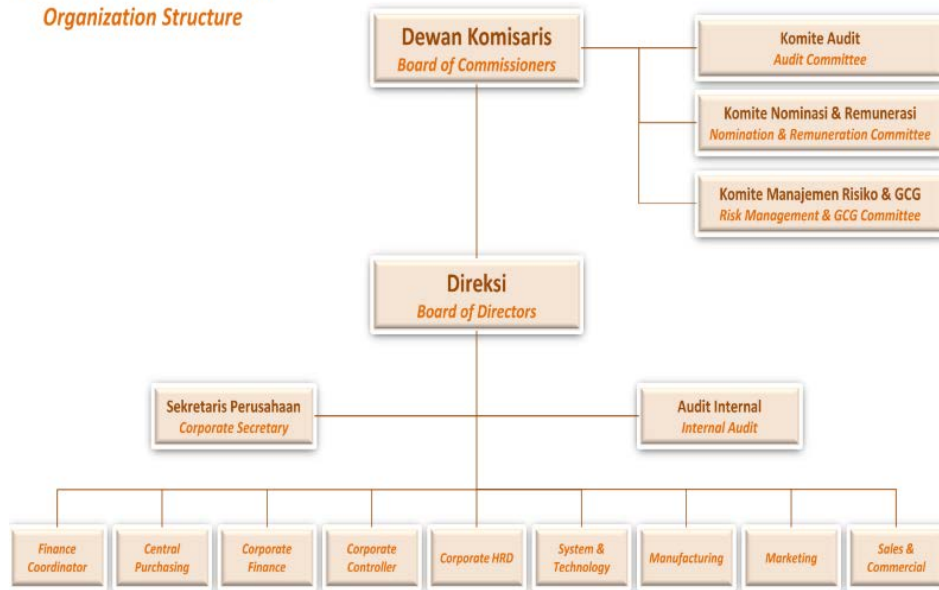 Organization Structure
Dewan Komisaris
Board of Commissioners
Komite Audit
Audit Committee
Komite Nominasi & Remunerasi
Nomination & Remuneration Committee
Komite Manajemen Risiko & GCG
Risk Management & GCG Committee
Direksi
Board of Directors
Sekretaris Perusahaan
Corporate Secretary
Audit Internal
Internal Audit
Finance
Coordinator
Central
Purchasing
Corporate
Finance
Corporate
Controller
Corporate HRD
System &
Technology
Manufacturing
Marketing
Sales &
Commercial